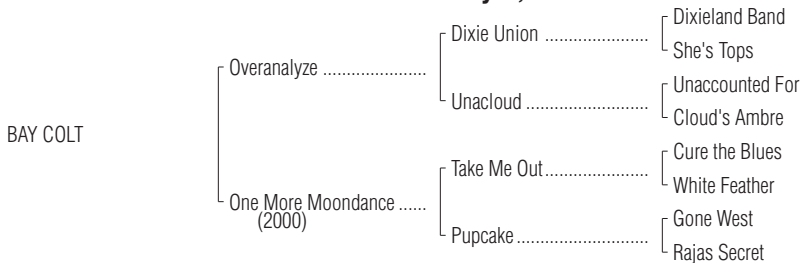 Dixieland Band
Dixie Union ......................
She's Tops
Overanalyze ......................
Unaccounted For
Unacloud ..........................
Cloud's Ambre
BAY COLT
Cure the Blues
Take Me Out......................
White Feather
One More Moondance ......
(2000)
Gone West
Pupcake............................
Rajas Secret